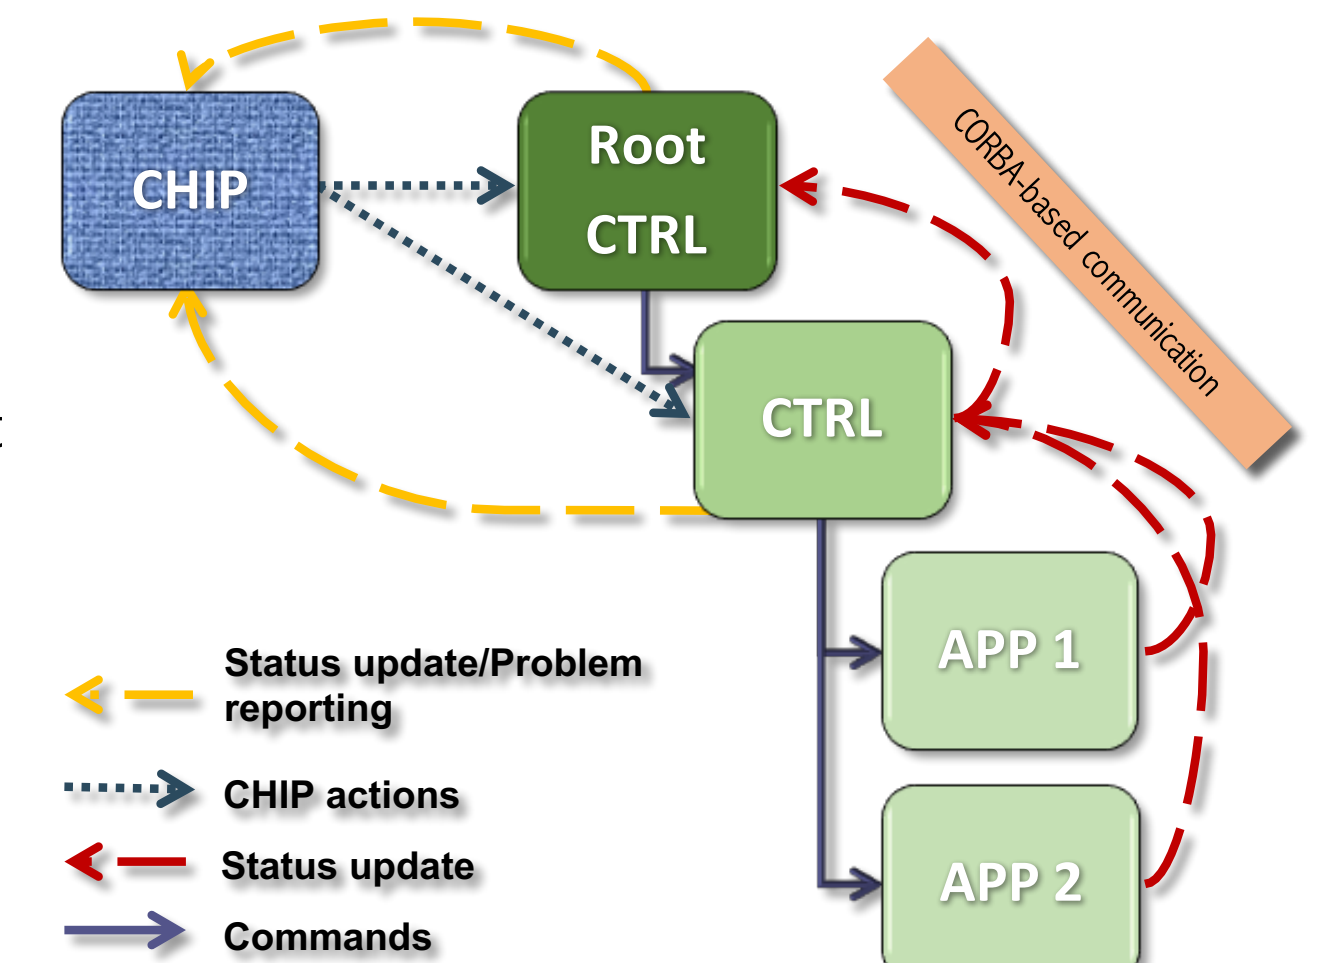 CHIP
Root
CTRL
CORBA-based communication
CTRL
APP 1
APP 2
Status update/Problem
reporting
CHIP actions
Status update
Commands